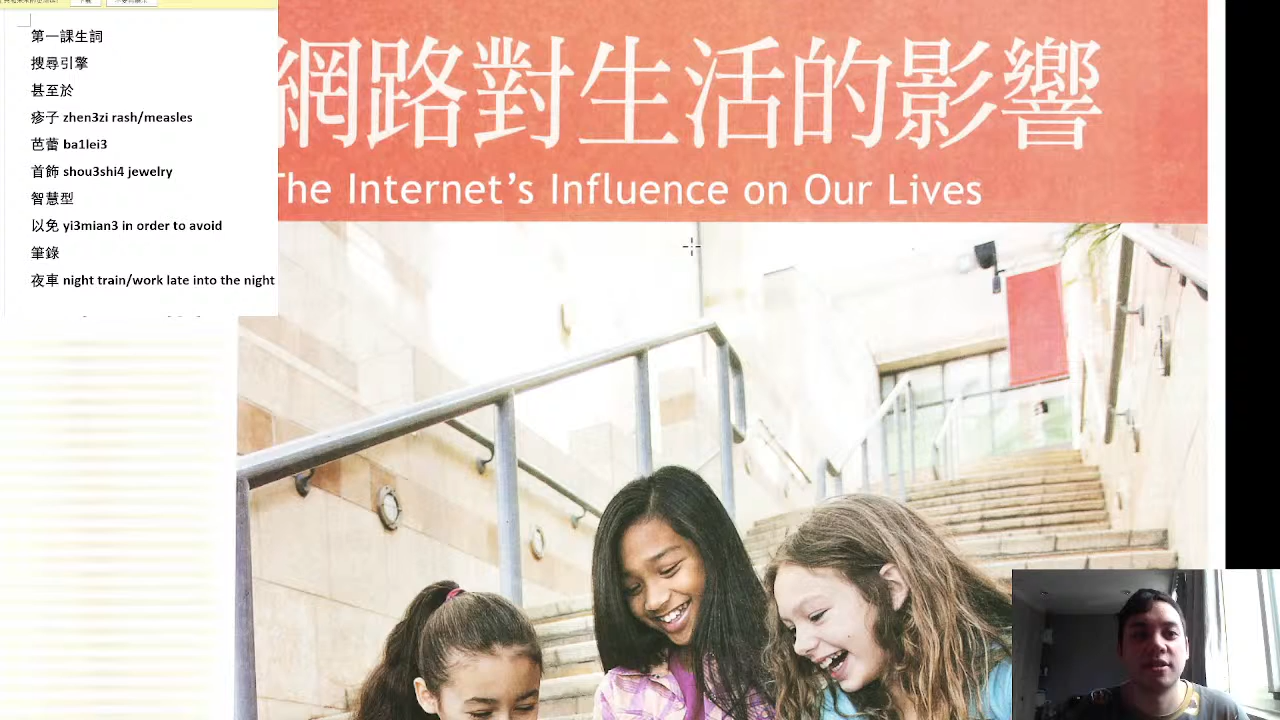 第一課生詞
搜尋引擎
甚至於
疹子 zhen3zi rash/measles
芭蕾 ba1lei3
首飾 shou3shi4 jewelry
智慧型
以免 yi3mian3 in order to avoid
筆錄
夜車 night train/work late into the night
網路對生活的影響
The Internet's Influence on Our Lives